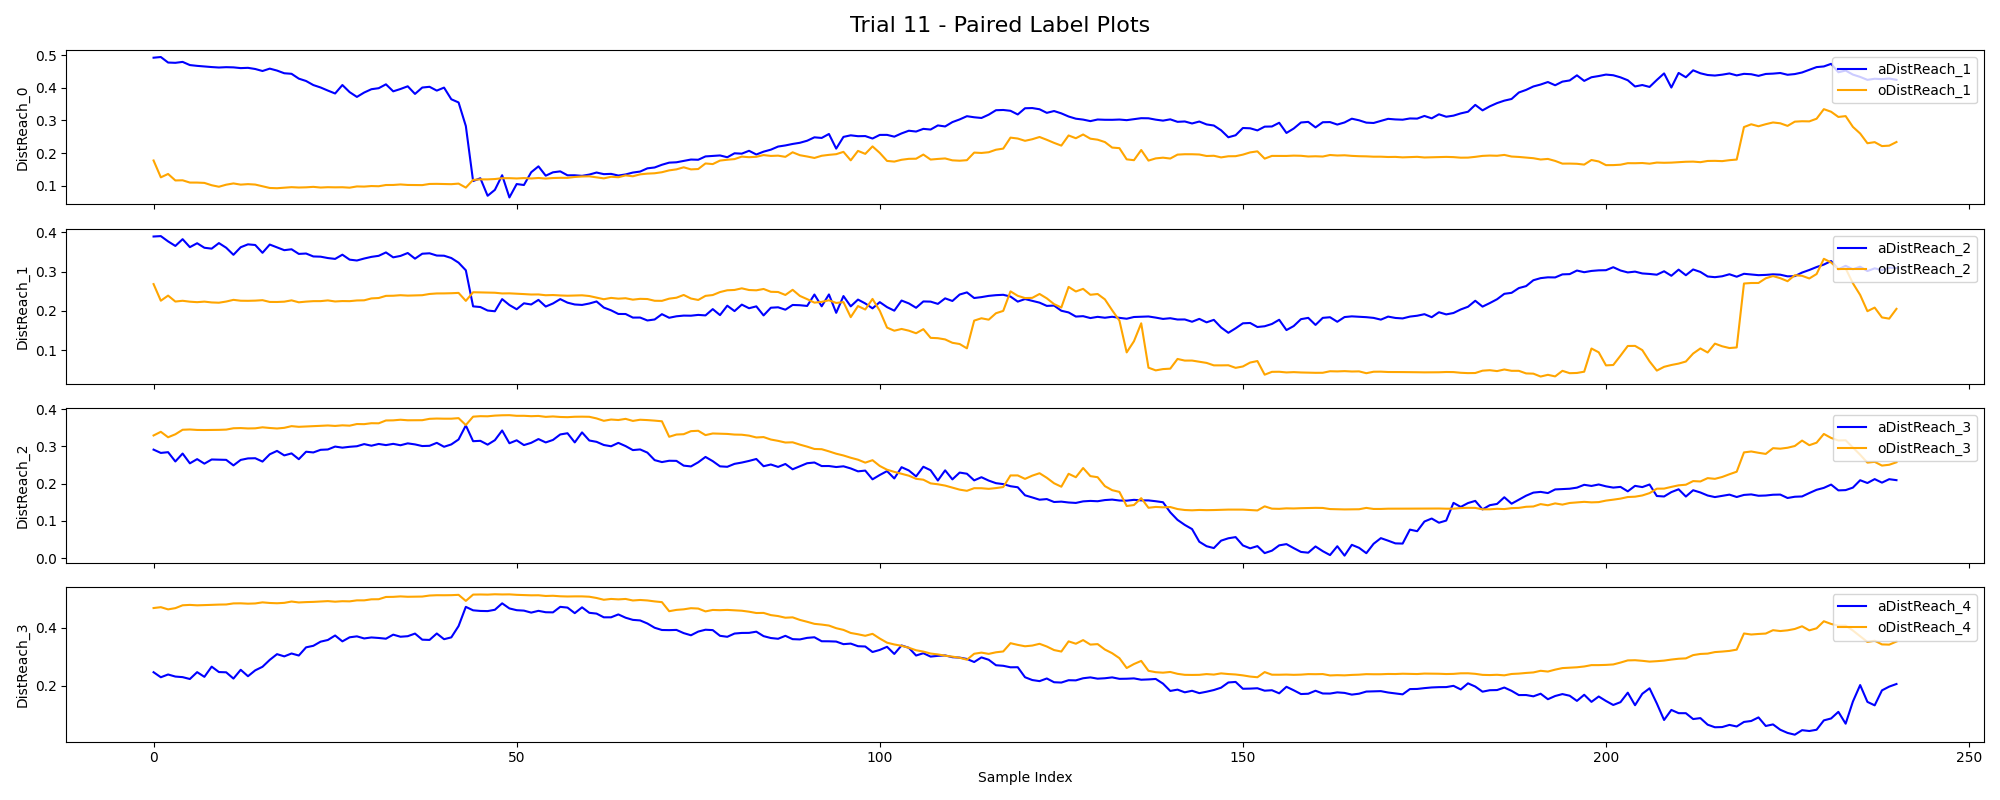 Trial 11 - Paired Label Plots
DistReach_0
0.5
0.4
0.3
0.2
0.1
aDistReach_1
oDistReach_1
DistReach_1
0.4
0.3
0.2
0.1
aDistReach_2
oDistReach_2
DistReach_2
0.4
0.3
0.2
0.1
0.0
aDistReach_3
oDistReach_3
DistReach_3
0.4
0.2
aDistReach_4
oDistReach_4
0 50 100 150 200 250
Sample Index